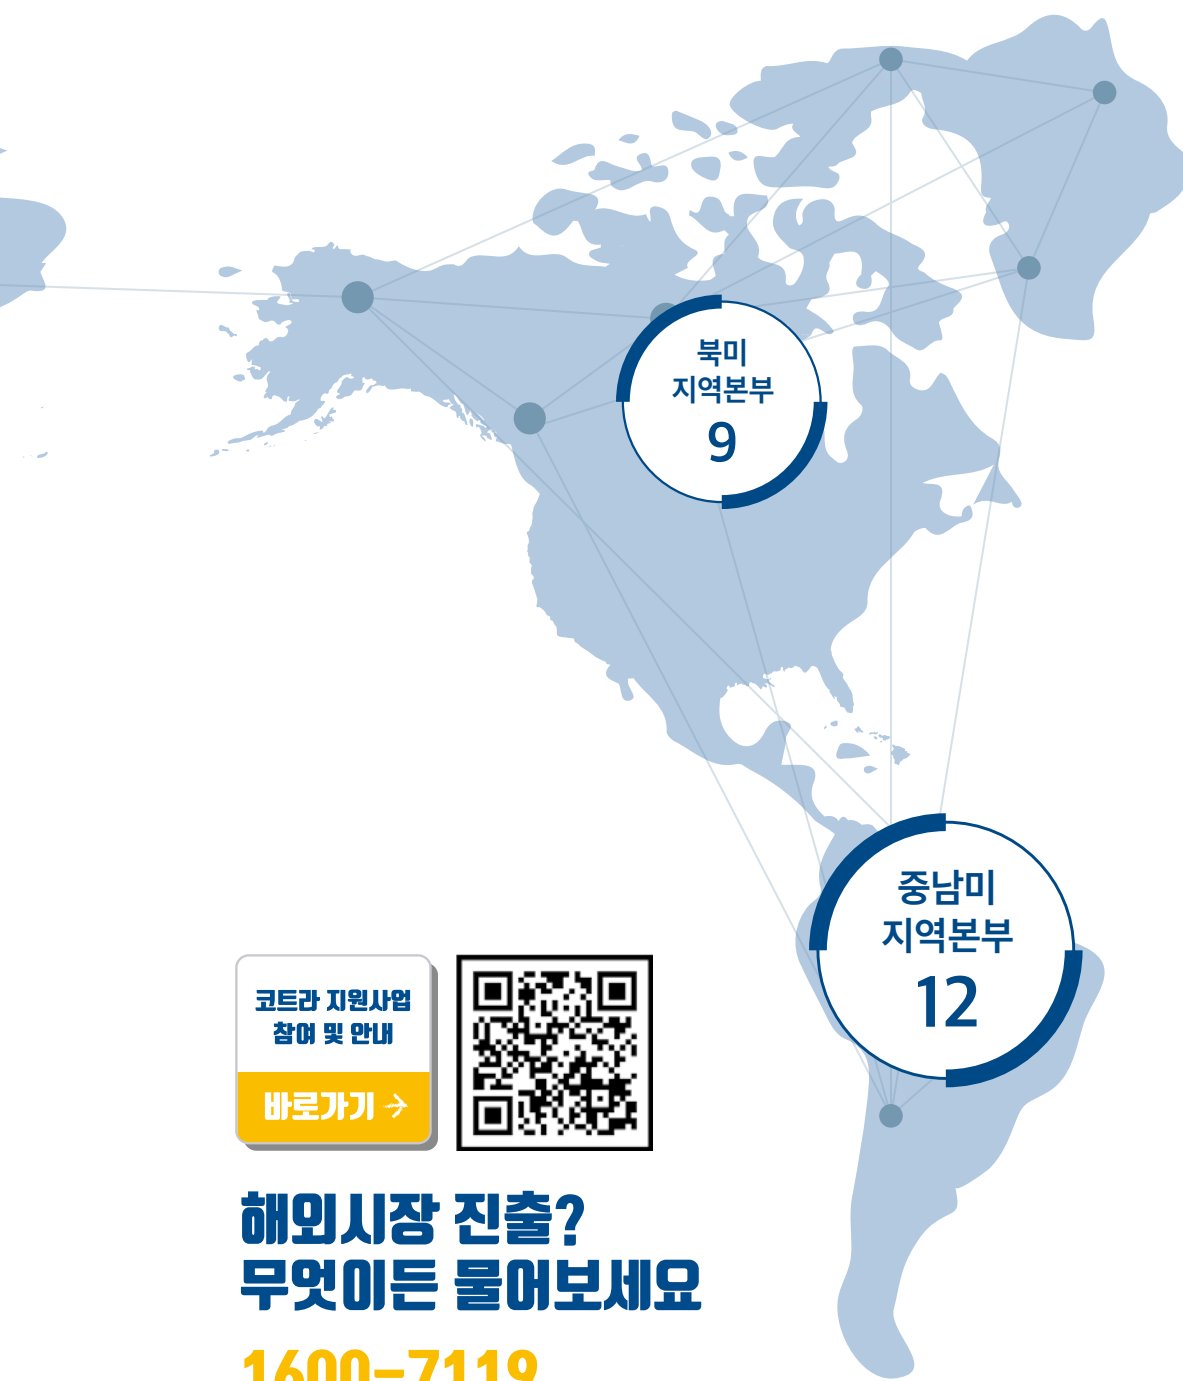 북미
지역본부
9
중남미
지역본부
12
코트라 지원사업
참여 및 안내
바로가기
해외시장 진출?
무엇이든 물어보세요
1600-7119